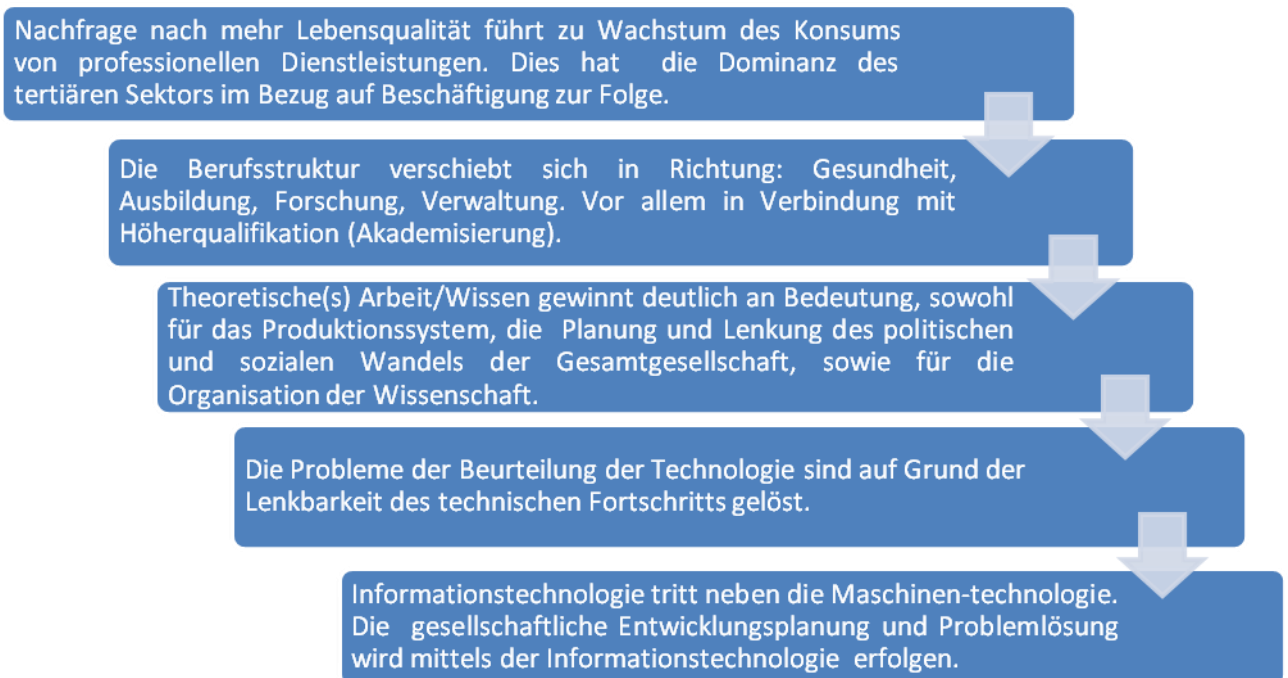 Nachfrage nach mehr Lebensqualität führt zu Wachstum des Konsums
von professionellen Dienstleistungen. Dies hat die Dominanz des
tertiären Sektors im Bezug auf Beschäftigung zur Folge.
Die Berufsstruktur verschiebt sich in Richtung: Gesundheit,
Ausbildung, Forschung, Verwaltung. Vor allem in Verbindung mit
Höherqualifikation (Akademisierung).
Theoretische(s) Arbeit/Wissen gewinnt deutlich an Bedeutung, sowohl
für das Produktionssystem, die Planung und Lenkung des politischen
und sozialen Wandels der Gesamtgesellschaft, sowie für die
Organisation der Wissenschaft.
Die Probleme der Beurteilung der Technologie sind auf Grund der
Lenkbarkeit des technischen Fortschritts gelöst.
Informationstechnologie tritt neben die Maschinen-technologie.
Die gesellschaftliche Entwicklungsplanung und Problemlösung
wird mittels der Informationstechnologie erfolgen.